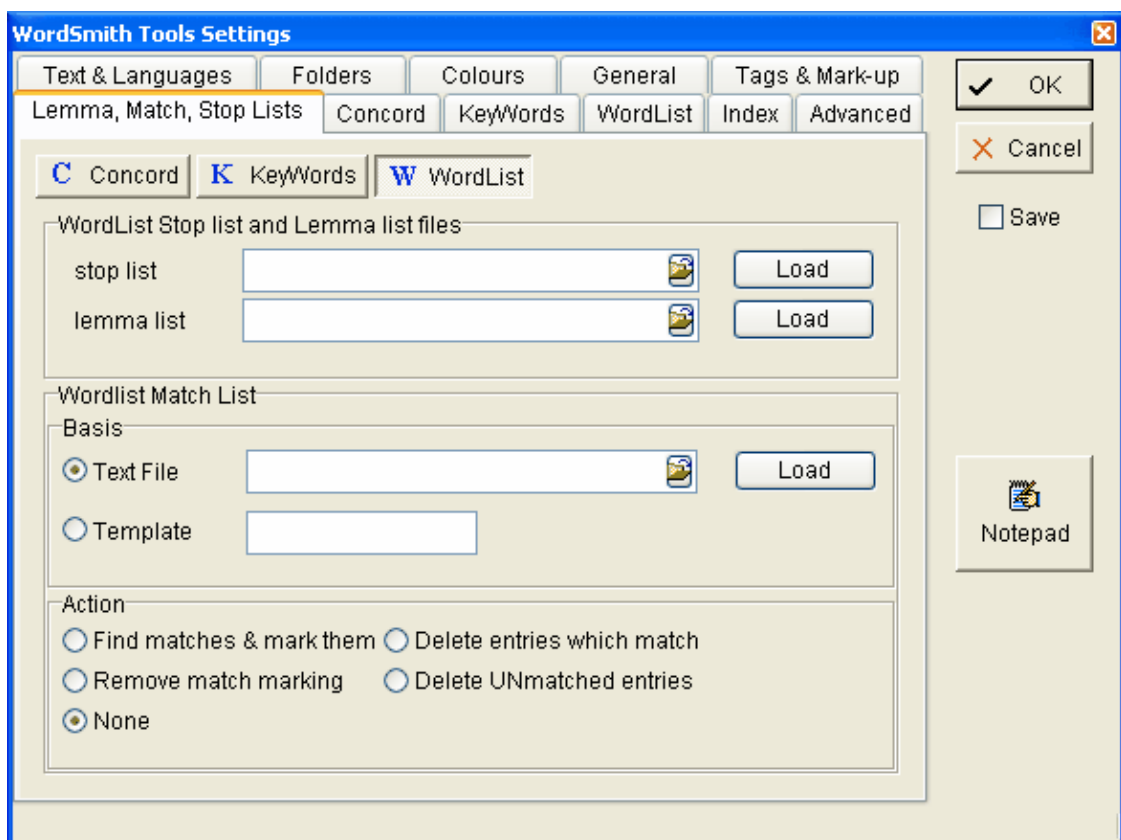 WordSmith Tools Settings
Text & Languages Folders Colours General Tags & Mark-up
Lemma, Match, Stop Lists Concord KeyWords WordList Index Advanced
OK
Cancel
Save
C Concord K KeyWords W WordList
WordList Stop list and Lemma list files
stop list Load
lemma list Load
Wordlist Match List
Basis
Text File Load
Template
Notepad
Action
Find matches & mark them Delete entries which match
Remove match marking Delete UNmatched entries
None